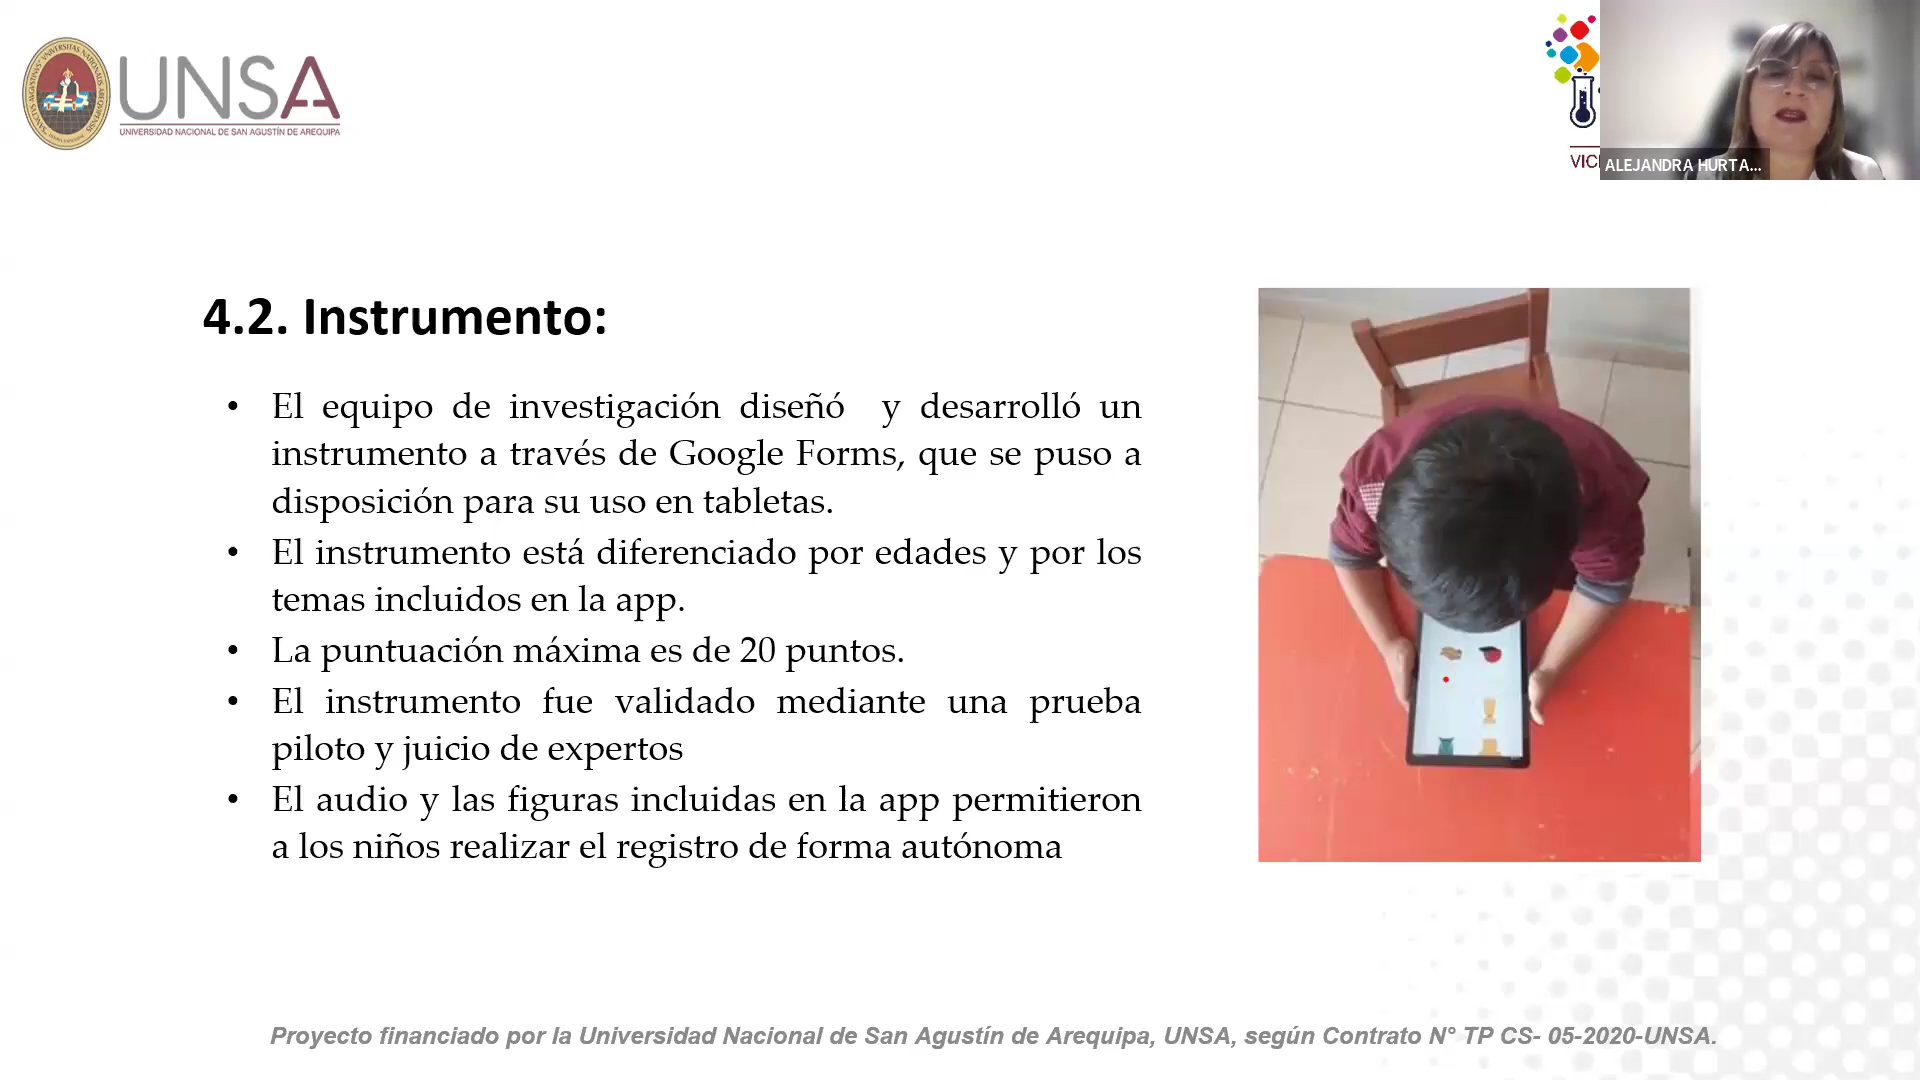 UNSA
UNIVERSIDAD NACIONAL DE SAN AGUSTÍN DE AREQUIPA
VIC
ALEJANDRA HURTA...
4.2. Instrumento:
• El equipo de investigación diseñó y desarrolló un
instrumento a través de Google Forms, que se puso a
disposición para su uso en tabletas.
• El instrumento está diferenciado por edades y por los
temas incluidos en la app.
• La puntuación máxima es de 20 puntos.
• El instrumento fue validado mediante una prueba
piloto y juicio de expertos
• El audio y las figuras incluidas en la app permitieron
a los niños realizar el registro de forma autónoma
Proyecto financiado por la Universidad Nacional de San Agustín de Arequipa, UNSA, según Contrato N° TP CS- 05-2020-UNSA.